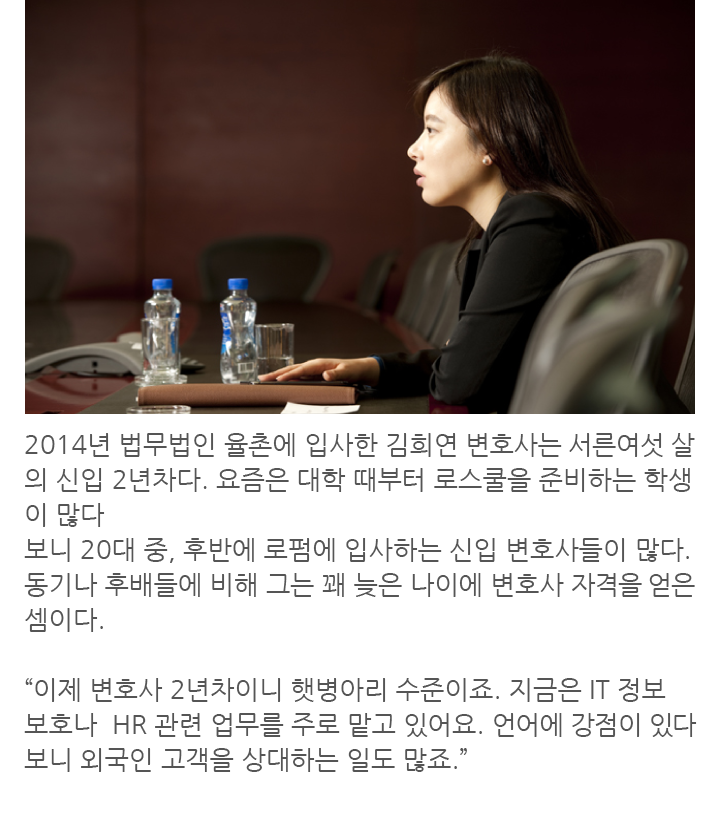 2014년 법무법인 율촌에 입사한 김희연 변호사는 서른여섯 살
의 신입 2년차다. 요즘은 대학 때부터 로스쿨을 준비하는 학생
이 많다
보니 20대 중, 후반에 로펌에 입사하는 신입 변호사들이 많다.
동기나 후배들에 비해 그는 꽤 늦은 나이에 변호사 자격을 얻은
셈이다.
“이제 변호사 2년차이니 햇병아리 수준이죠. 지금은 IT 정보
보호나  HR 관련 업무를 주로 맡고 있어요. 언어에 강점이 있다
보니 외국인 고객을 상대하는 일도 많죠.”